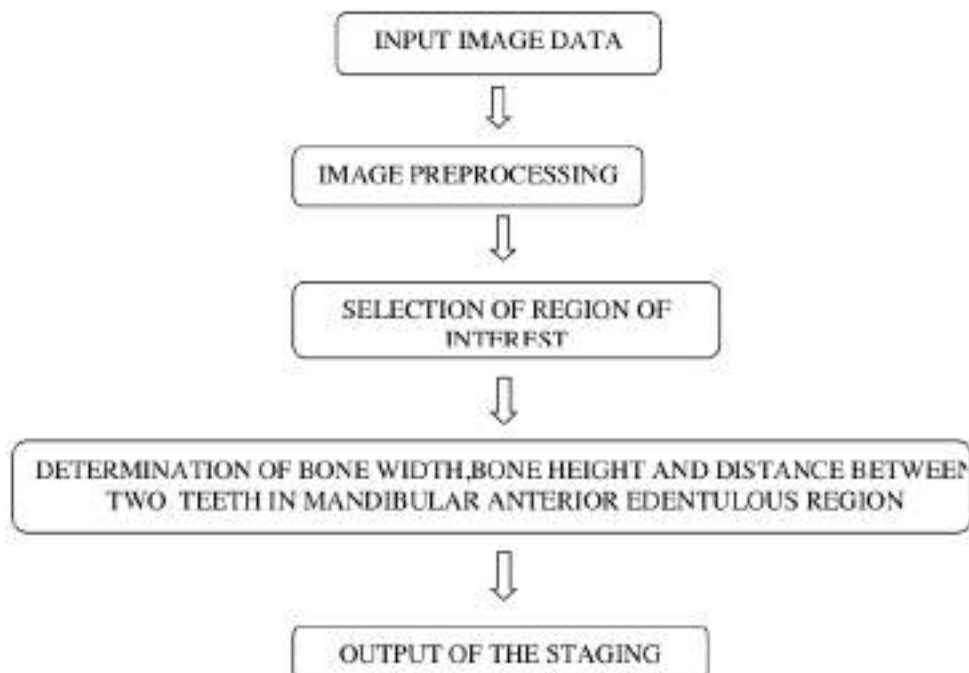 INPUT IMAGE DATA
IMAGE PREPROCESSING
SELECTION OF REGION OF
INTEREST
DETERMINATION OF BONE WIDTH,BONE HEIGHT AND DISTANCE BETWEEN
TWO TEETH IN MANDIBULAR ANTERIOR EDENTULOUS REGION
OUTPUT OF THE STAGING